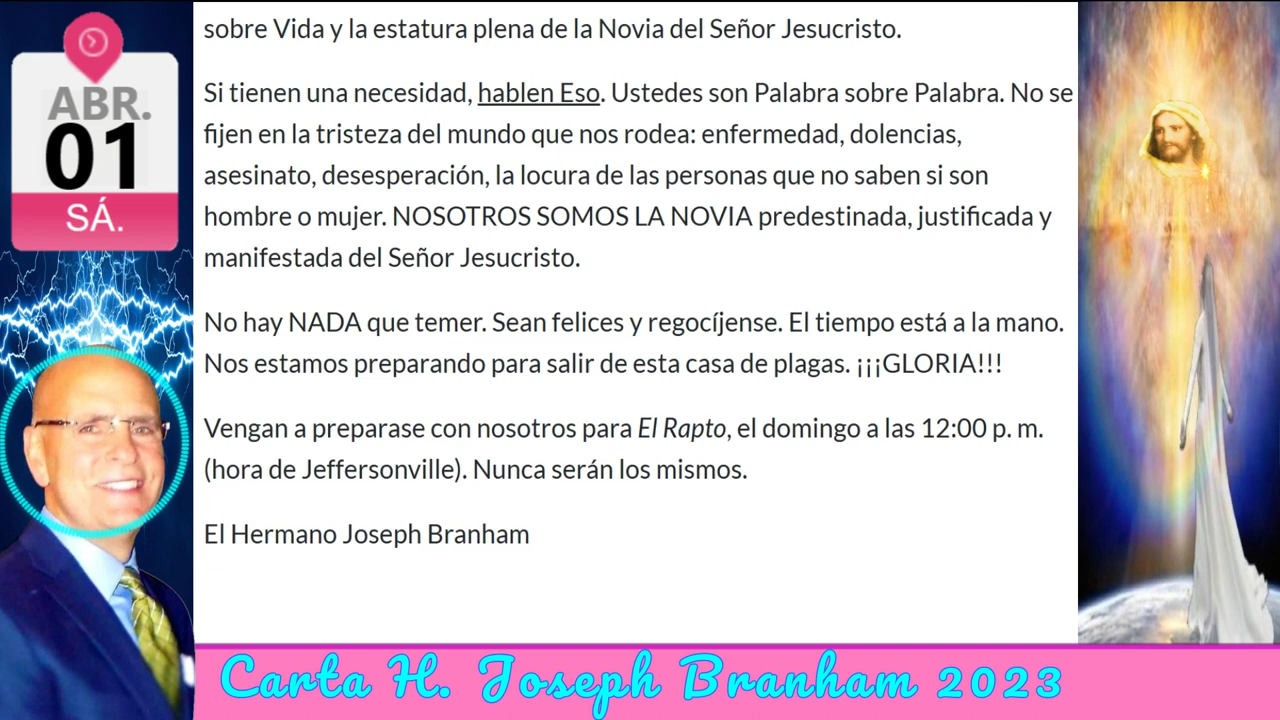 ABR.
01
SÁ.
sobre Vida y la estatura plena de la Novia del Señor Jesucristo.
Si tienen una necesidad, hablen Eso. Ustedes son Palabra sobre Palabra. No se
fijen en la tristeza del mundo que nos rodea: enfermedad, dolencias,
asesinato, desesperación, la locura de las personas que no saben si son
hombre o mujer. NOSOTROS SOMOS LA NOVIA predestinada, justificada y
manifestada del Señor Jesucristo.
No hay NADA que temer. Sean felices y regocíjense. El tiempo está a la mano.
Nos estamos preparando para salir de esta casa de plagas. ¡¡¡GLORIA!!!
Vengan a preparase con nosotros para El Rapto, el domingo a las 12:00 p. m.
(hora de Jeffersonville). Nunca serán los mismos.
El Hermano Joseph Branham
Carta H. Joseph Branham 2023